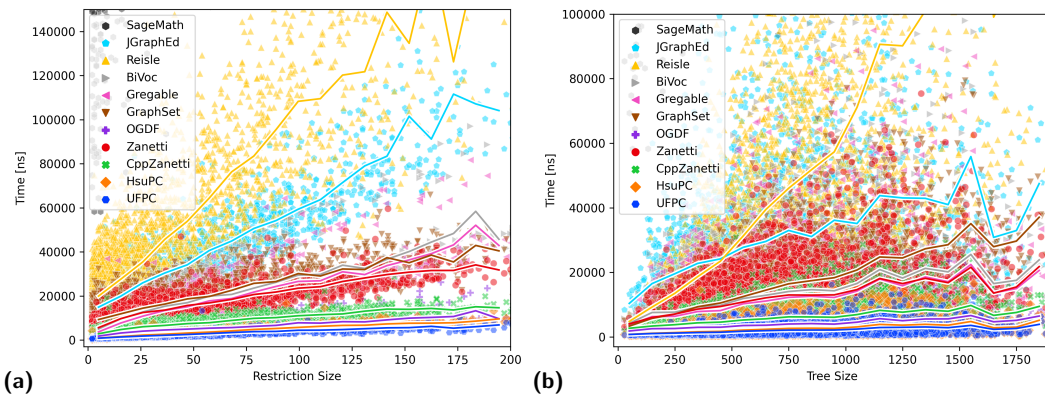 140000
120000
100000
80000
60000
40000
20000
0
Time [ns]
SageMath
JGraphEd
Reisle
BiVoc
Gregable
GraphSet
OGDF
Zanetti
CppZanetti
HsuPC
UFPC
0 25 50 75 100 125 150 175 200
Restriction Size
(a)
100000
80000
60000
40000
20000
0
Time [ns]
SageMath
JGraphEd
Reisle
BiVoc
Gregable
GraphSet
OGDF
Zanetti
CppZanetti
HsuPC
UFPC
0 250 500 750 1000 1250 1500 1750
Tree Size
(b)